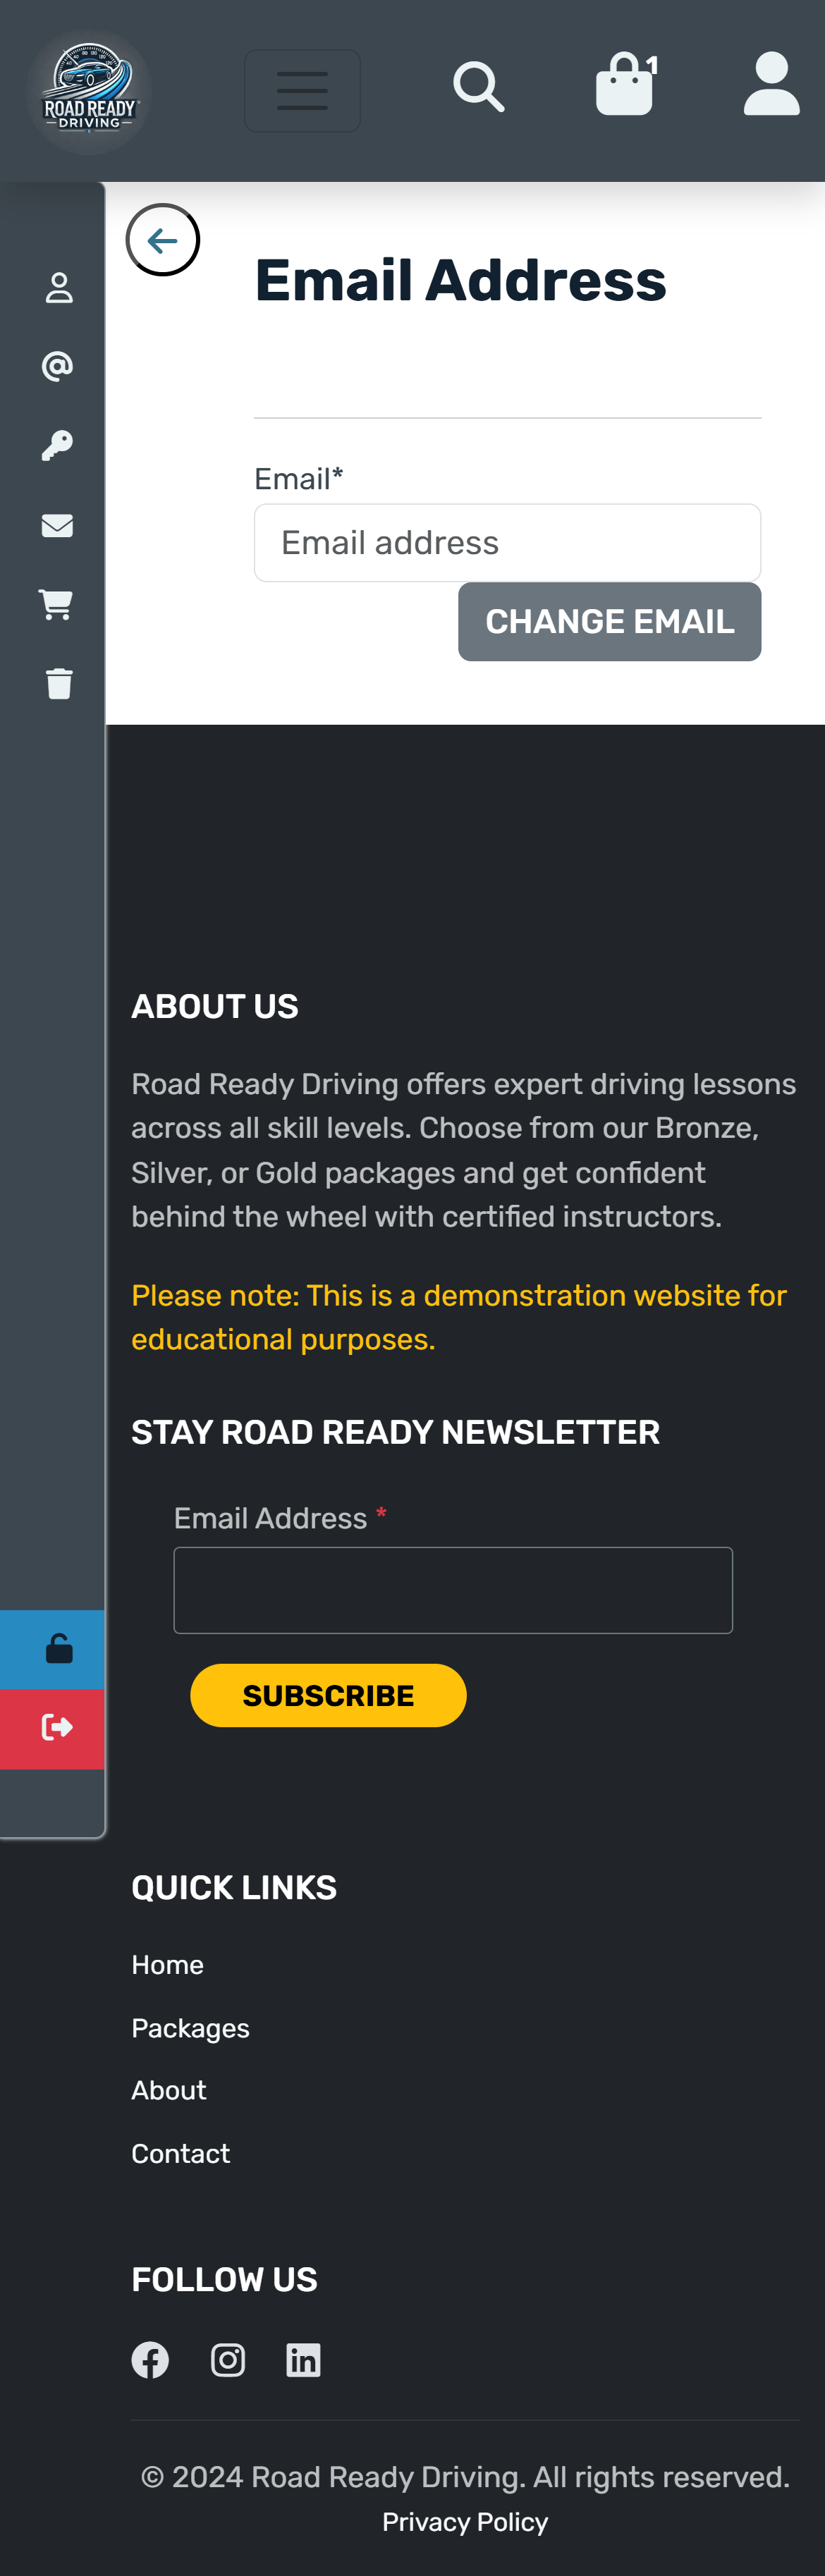 ROAD READY
DRIVING
1
Email Address
Email*
Email address
CHANGE EMAIL
ABOUT US
Road Ready Driving offers expert driving lessons
across all skill levels. Choose from our Bronze,
Silver, or Gold packages and get confident
behind the wheel with certified instructors.
Please note: This is a demonstration website for
educational purposes.
STAY ROAD READY NEWSLETTER
Email Address *
SUBSCRIBE
QUICK LINKS
Home
Packages
About
Contact
FOLLOW US
© 2024 Road Ready Driving. All rights reserved.
Privacy Policy